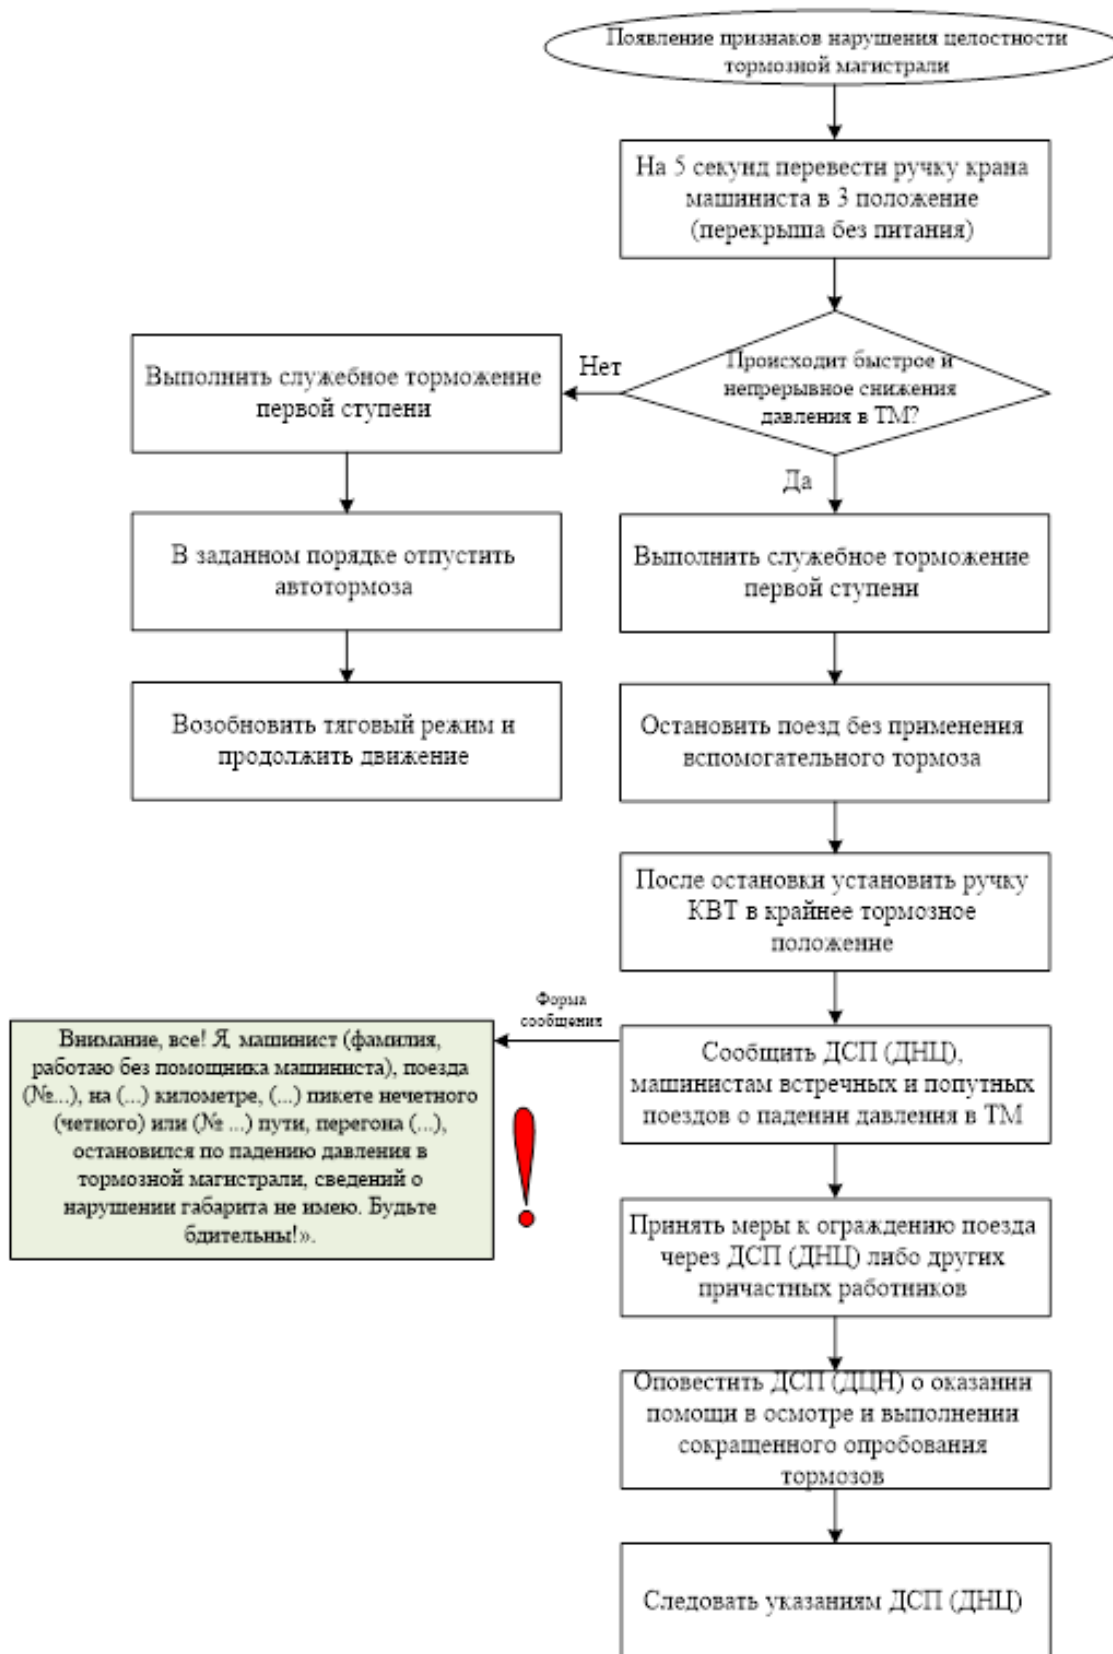 Появление признаков нарушения целостности
тормозной магистрали
На 5 секунд перевести ручку крана
машиниста в 3 положение
(перекрыша без питания)
Происходит быстрое и
непрерывное снижения
давления в ТМ?
Нет
Выполнить служебное торможение
первой ступени
В заданном порядке отпустить
автотормоза
Возобновить тяговый режим и
продолжить движение
Да
Выполнить служебное торможение
первой ступени
Остановить поезд без применения
вспомогательного тормоза
После остановки установить ручку
КВТ в крайнее тормозное
положение
Сообщить ДСП (ДНЦ),
машинистам встречных и попутных
поездов о падении давления в ТМ
Форма
сообщения
Внимание, все! Я, машинист (фамилия,
работаю без помощника машиниста), поезда
(№...), на (...) километре, (...) пикете нечетного
(четного) или (№ ...) пути, перегона (...),
остановился по падению давления в
тормозной магистрали, сведений о
нарушении габарита не имею. Будьте
бдительны!».
Принять меры к ограждению поезда
через ДСП (ДНЦ) либо других
причастных работников
Оповестить ДСП (ДЦН) о оказании
помощи в осмотре и выполнении
сокращенного опробования
тормозов
Следовать указаниям ДСП (ДНЦ)